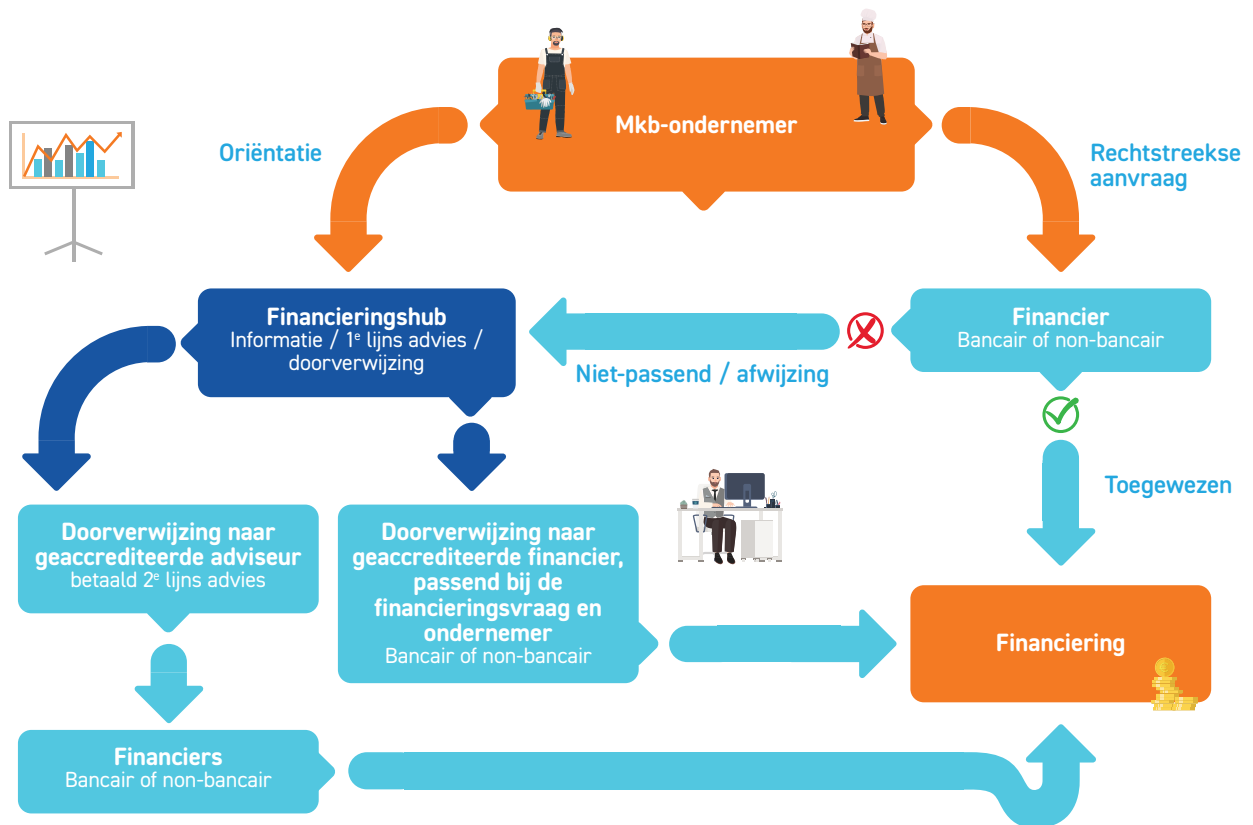 Mkb-ondernemer
Oriëntatie
Rechtstreekse
aanvraag
Financieringshub
Informatie / 1e lijns advies /
doorverwijzing
Financier
Bancair of non-bancair
Niet-passend / afwijzing
Toegewezen
Doorverwijzing naar
geaccrediteerde adviseur
betaald 2e lijns advies
Doorverwijzing naar
geaccrediteerde financier,
passend bij de
financieringsvraag en
ondernemer
Bancair of non-bancair
Financiering
Financiers
Bancair of non-bancair